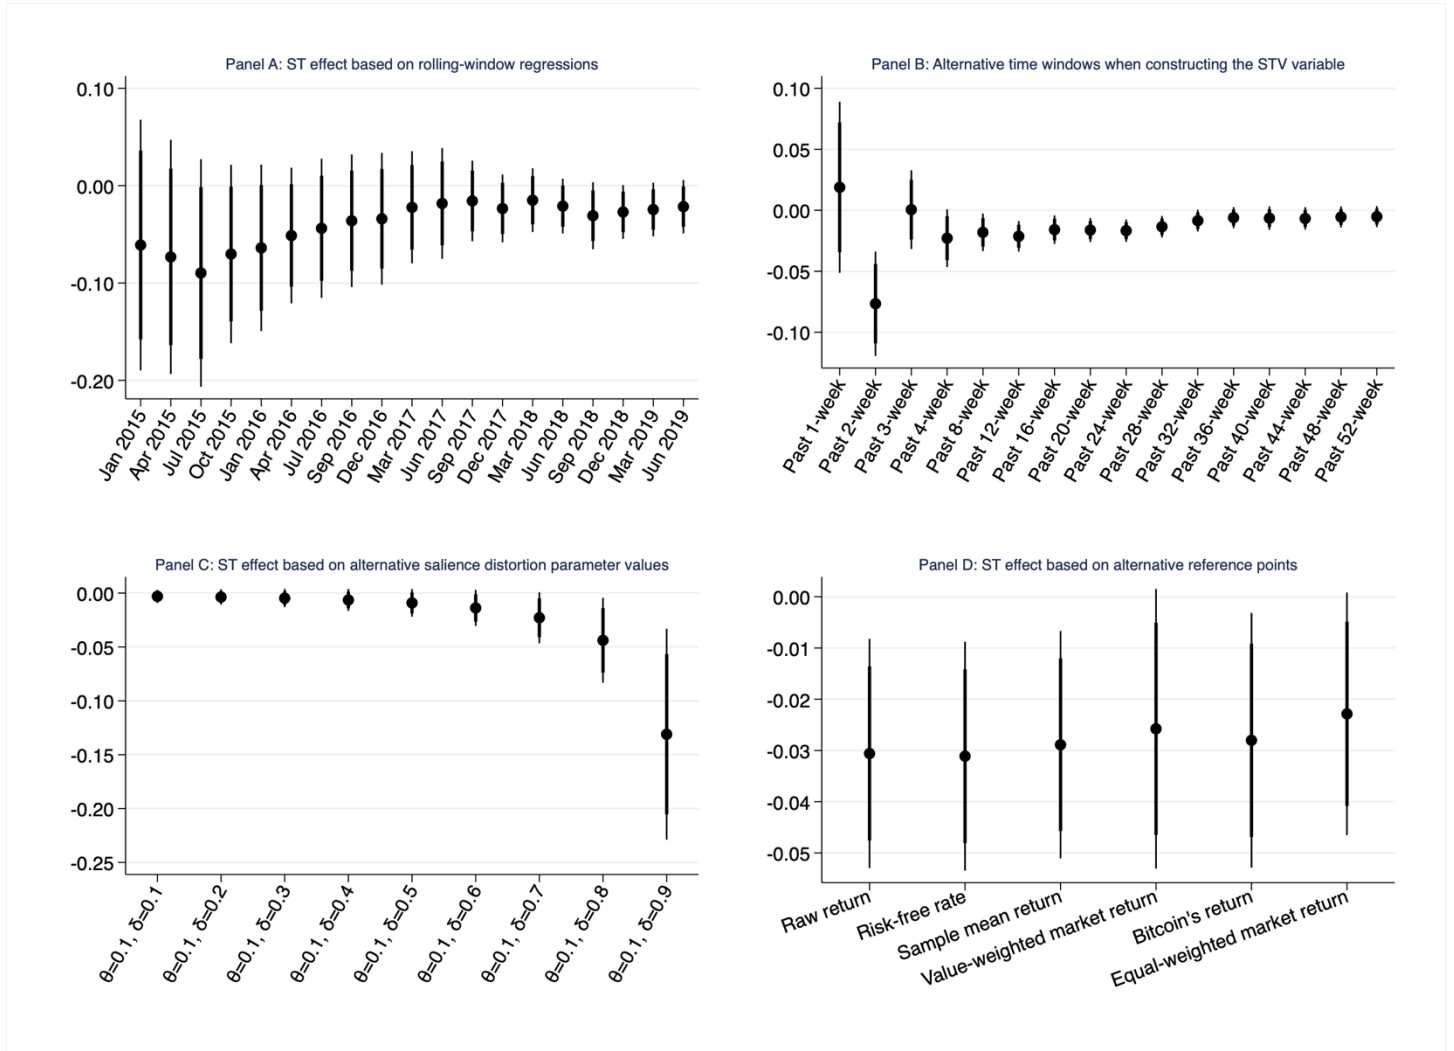 Panel A: ST effect based on rolling-window regressions
0.10
0.00
-0.10
-0.20
Jan 2015
Apr 2015
Jul 2015
Oct 2015
Jan 2016
Apr 2016
Jul 2016
Sep 2016
Dec 2016
Mar 2017
Jun 2017
Sep 2017
Dec 2017
Mar 2018
Jun 2018
Sep 2018
Dec 2018
Mar 2019
Jun 2019
Panel B: Alternative time windows when constructing the STV variable
0.10
0.05
0.00
-0.05
-0.10
Past 1-week
Past 2-week
Past 3-week
Past 4-week
Past 8-week
Past 12-week
Past 16-week
Past 20-week
Past 24-week
Past 28-week
Past 32-week
Past 36-week
Past 40-week
Past 44-week
Past 48-week
Past 52-week
Panel C: ST effect based on alternative salience distortion parameter values
0.00
-0.05
-0.10
-0.15
-0.20
-0.25
θ=0.1, δ=0.1
θ=0.1, δ=0.2
θ=0.1, δ=0.3
θ=0.1, δ=0.4
θ=0.1, δ=0.5
θ=0.1, δ=0.6
θ=0.1, δ=0.7
θ=0.1, δ=0.8
θ=0.1, δ=0.9
Panel D: ST effect based on alternative reference points
0.00
-0.01
-0.02
-0.03
-0.04
-0.05
Raw return
Risk-free rate
Sample mean return
Value-weighted market return
Bitcoin's return
Equal-weighted market return